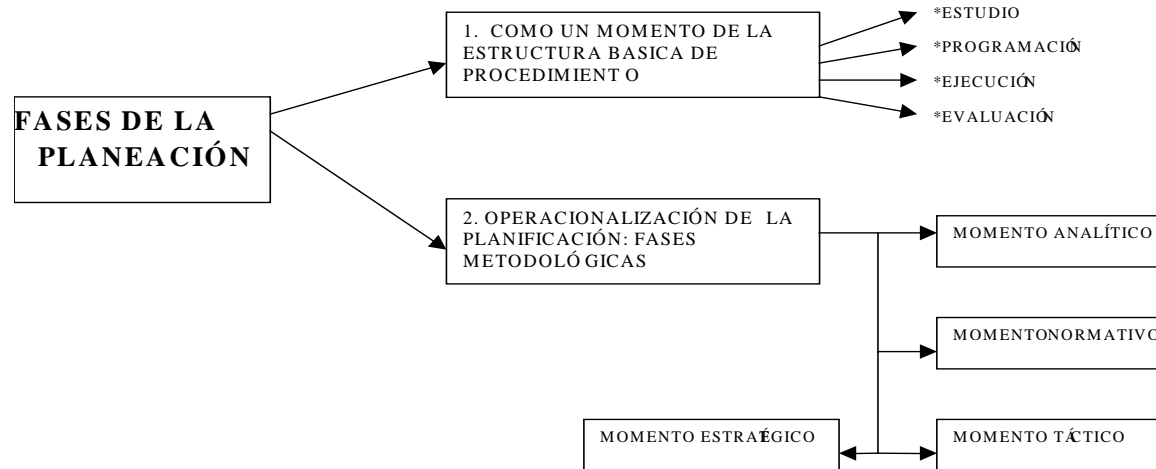 FASES DE LA
PLANEACIÓN
1. COMO UN MOMENTO DE LA
ESTRUCTURA BASICA DE
PROCEDIMIENT O
*ESTUDIO
*PROGRAMACIÓN
*EJECUCIÓN
*EVALUACIÓN
2. OPERACIONALIZACIÓN DE LA
PLANIFICACIÓN: FASES
METODOLÓ GICAS
MOMENTO ANALÍTICO
MOMENTONORMATIVO
MOMENTO ESTRATÉGICO
MOMENTO TÁCTICO